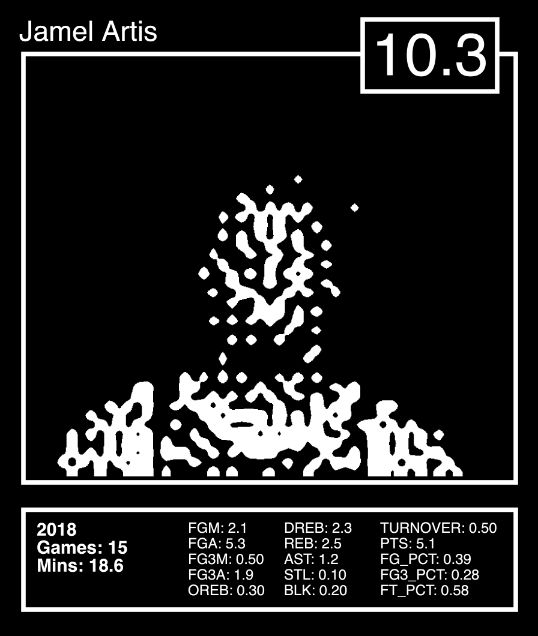 Jamel Artis
10.3
2018
Games: 15
Mins: 18.6
FGM: 2.1
FGA: 5.3
FG3M: 0.50
FG3A: 1.9
OREB: 0.30
DREB: 2.3
REB: 2.5
AST: 1.2
STL: 0.10
BLK: 0.20
TURNOVER: 0.50
PTS: 5.1
FG_PCT: 0.39
FG3_PCT: 0.28
FT_PCT: 0.58